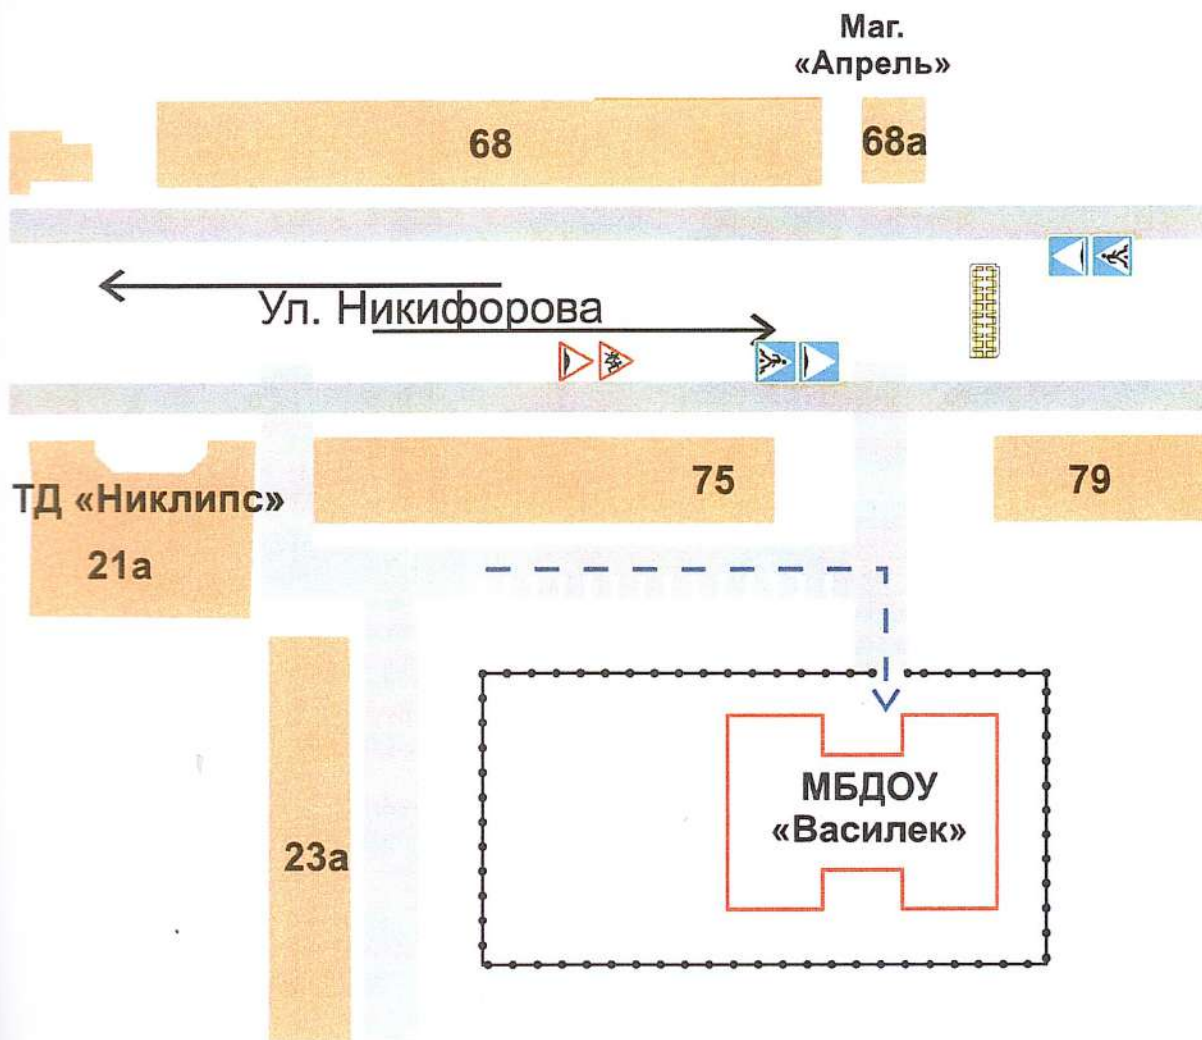 Маг.
«Апрель»
68
68а
Ул. Никифорова
75
79
ТД «Никлипс»
21а
МБДОУ
«Василек»
23а